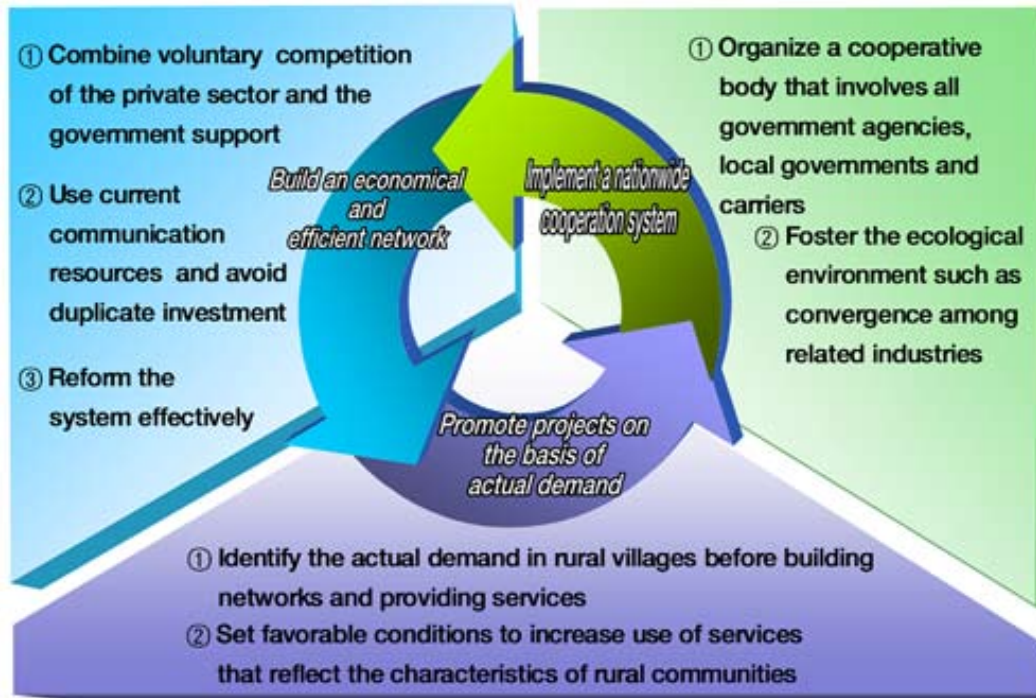 ① Combine voluntary competition
of the private sector and the
government support
② Use current
communication
resources and avoid
duplicate investment
③ Reform the
system effectively
Build an economical
and
efficient network
Implement a nationwide
cooperation system
① Organize a cooperative
body that involves all
government agencies,
local governments and
carriers
② Foster the ecological
environment such as
convergence among
related industries
Promote projects on
the basis of
actual demand
① Identify the actual demand in rural villages before building
networks and providing services
② Set favorable conditions to increase use of services
that reflect the characteristics of rural communities